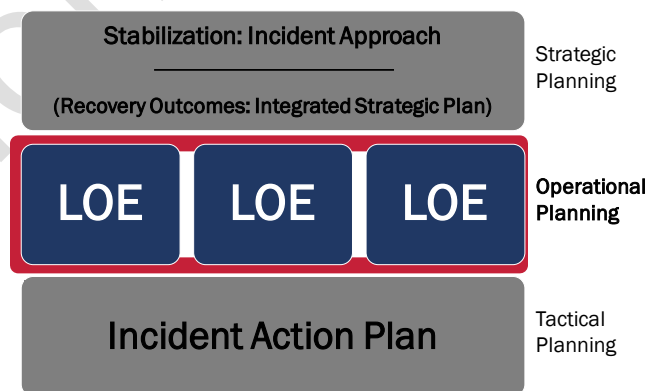 Stabilization: Incident Approach
(Recovery Outcomes: Integrated Strategic Plan)
Strategic
Planning
LOE
LOE
LOE
Operational
Planning
Incident Action Plan
Tactical
Planning